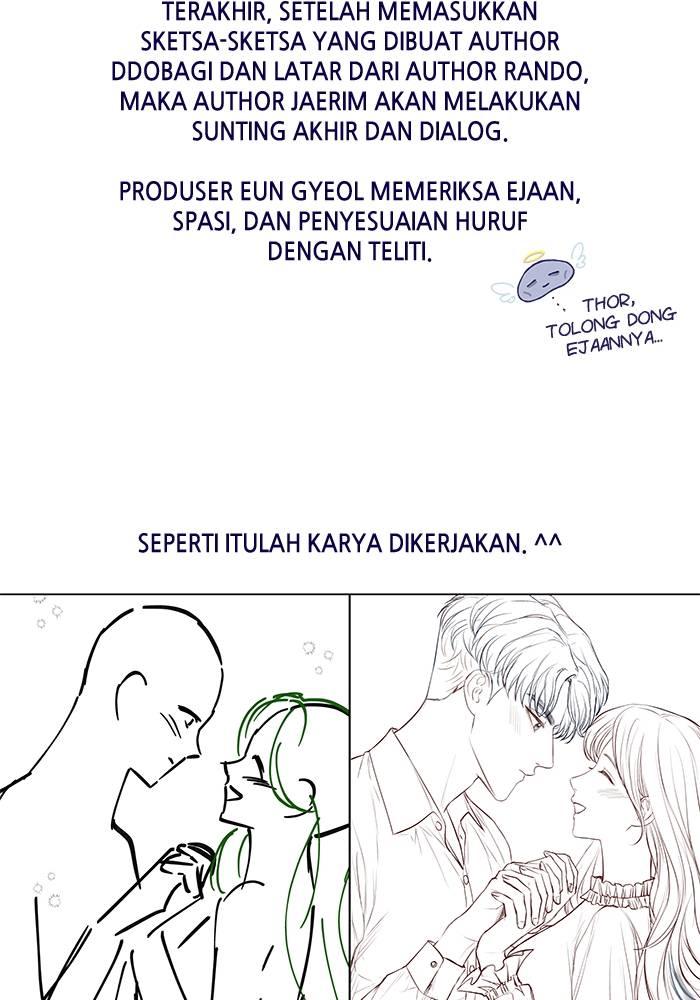 TERAKHIR, SETELAH MEMASUKKAN
SKETSA-SKETSA YANG DIBUAT AUTHOR
DDOBAGI DAN LATAR DARI AUTHOR RANDO,
MAKA AUTHOR JAERIM AKAN MELAKUKAN
SUNTING AKHIR DAN DIALOG.
PRODUSER EUN GYEOL MEMERIKSA EJAAN,
SPASI, DAN PENYESUAIAN HURUF
DENGAN TELITI.
THOR,
TOLONG DONG
EJAANNYA...
SEPERTI ITULAH KARYA DIKERJAKAN. ^^